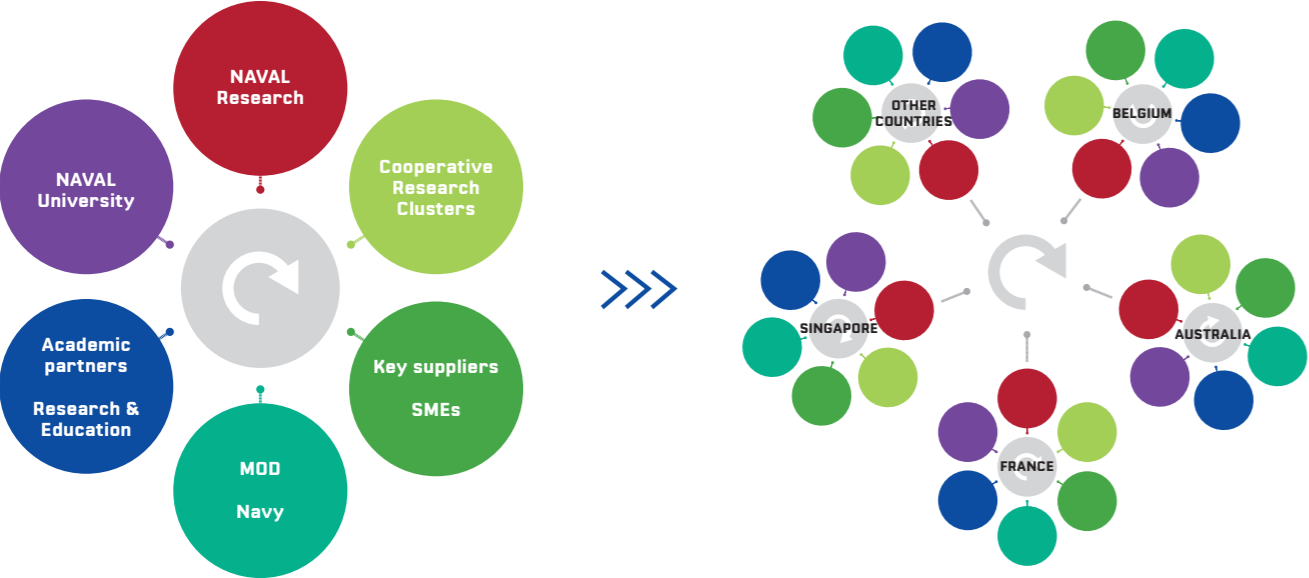 NAVAL
Research
NAVAL
University
Cooperative
Research
Clusters
Academic
partners
Research &
Education
Key suppliers
SMEs
MOD
Navy
OTHER
COUNTRIES
BELGIUM
SINGAPORE
AUSTRALIA
FRANCE